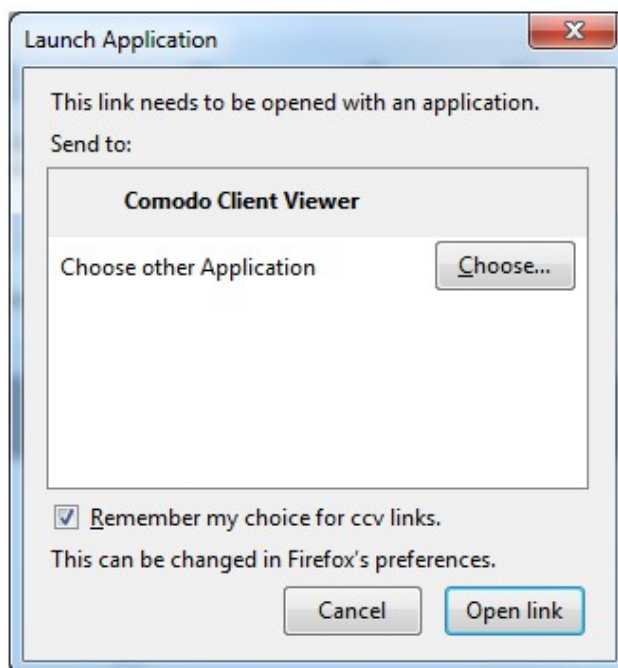 Launch Application
This link needs to be opened with an application.
Send to:
Comodo Client Viewer
Choose other Application
Choose...
Remember my choice for ccv links.
This can be changed in Firefox's preferences.
Cancel
Open link